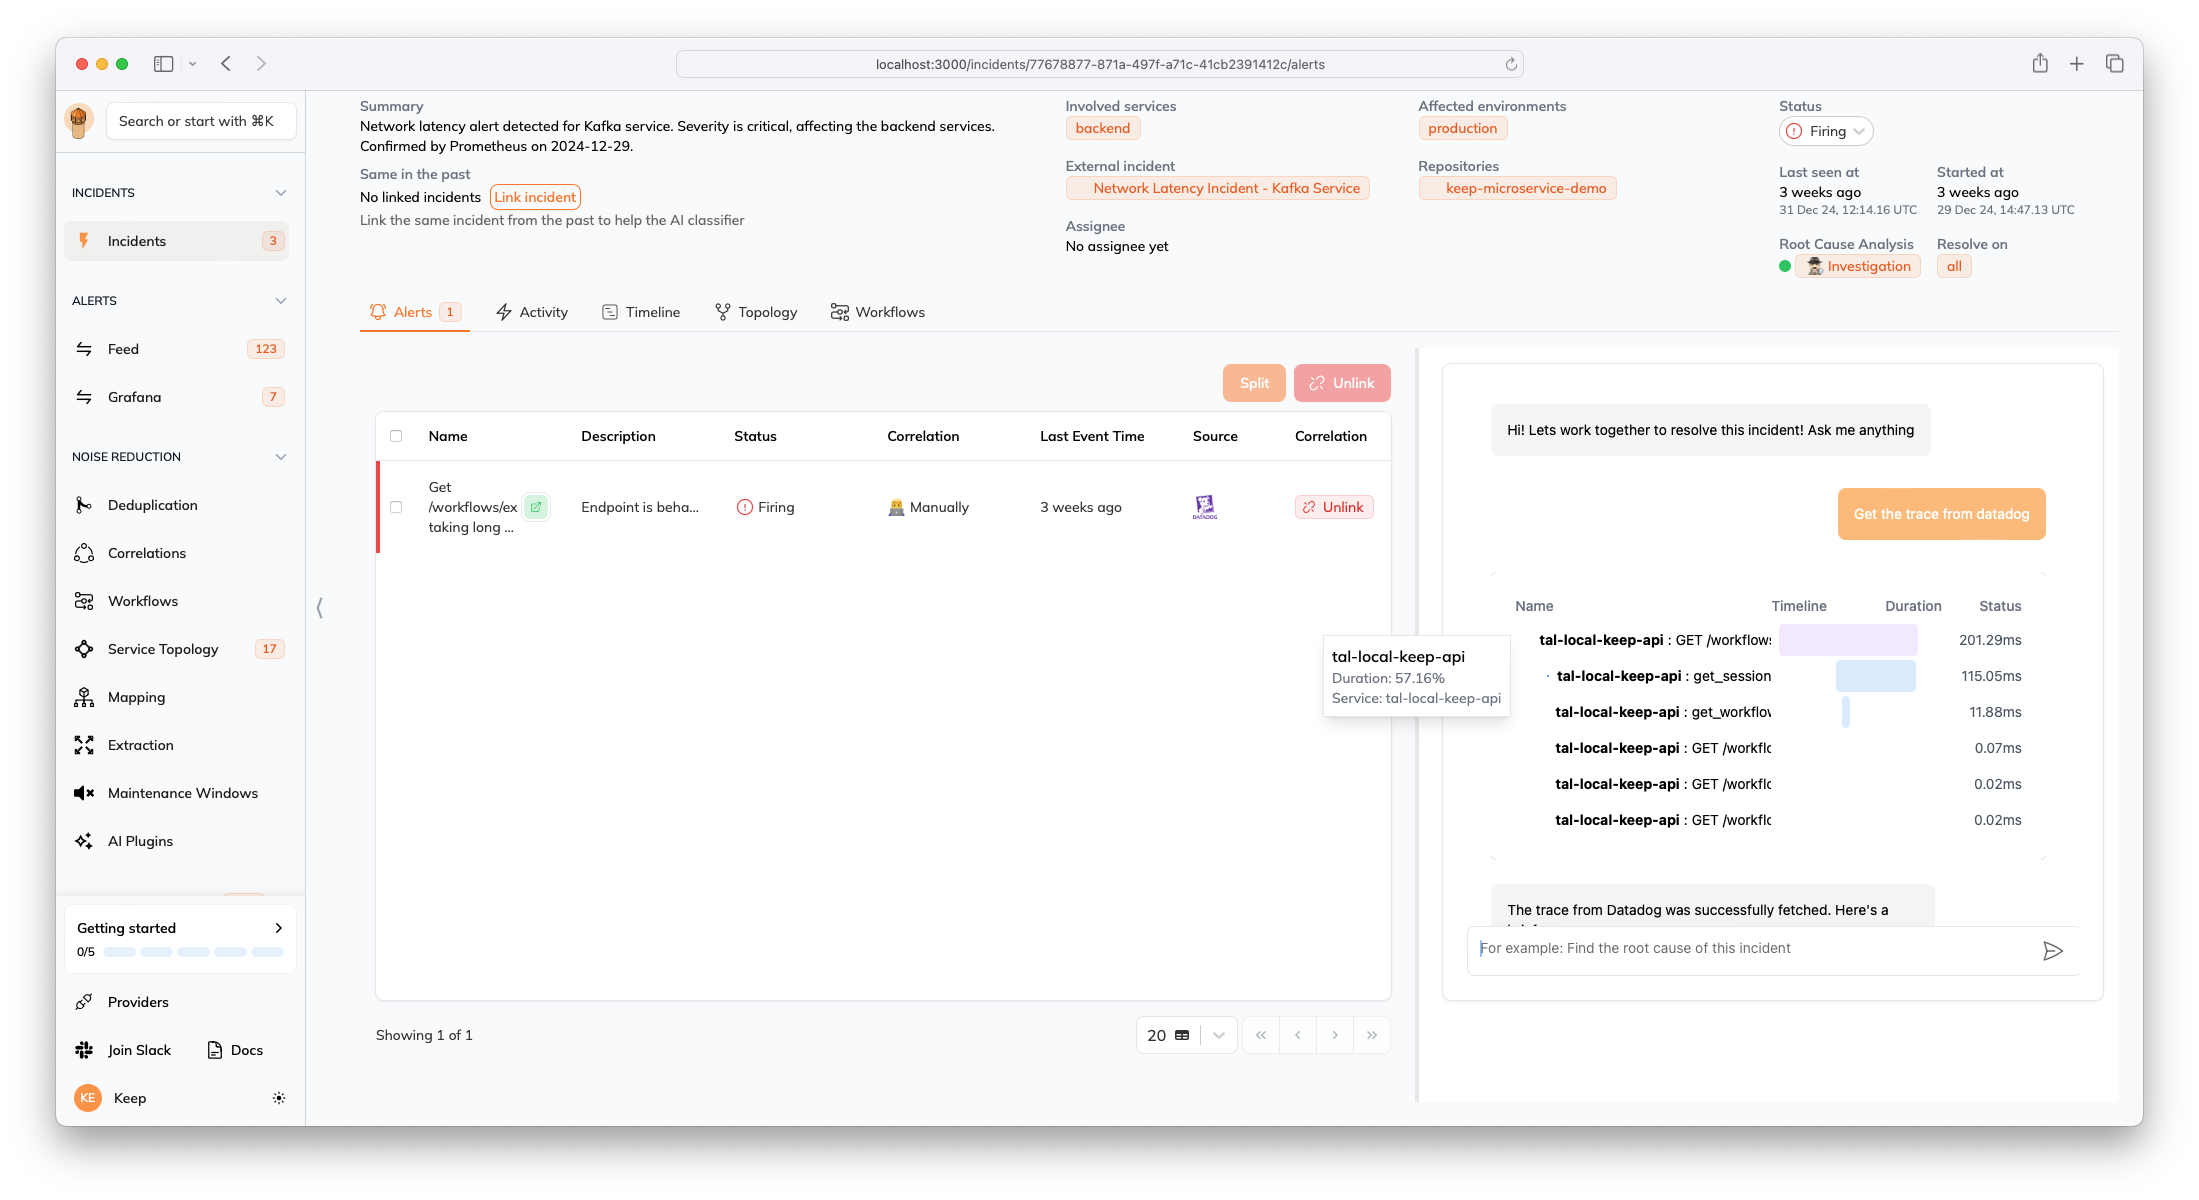 localhost:3000/incidents/77678877-871a-497f-a71c-41cb2391412c/alerts
Search or start with ⌘K
INCIDENTS
Incidents
3
ALERTS
Feed
123
Grafana
7
NOISE REDUCTION
Deduplication
Correlations
Workflows
Service Topology
17
Mapping
Extraction
Maintenance Windows
AI Plugins
Getting started
0/5
Providers
Join Slack
Docs
KE
Keep
Summary
Network latency alert detected for Kafka service. Severity is critical, affecting the backend services.
Confirmed by Prometheus on 2024-12-29.
Same in the past
No linked incidents Link incident
Link the same incident from the past to help the AI classifier
Involved services
backend
External incident
Network Latency Incident - Kafka Service
Assignee
No assignee yet
Affected environments
production
Repositories
keep-microservice-demo
Status
Firing
Last seen at
3 weeks ago
31 Dec 24, 12:14.16 UTC
Started at
3 weeks ago
29 Dec 24, 14:47.13 UTC
Root Cause Analysis
Investigation
Resolve on
all
Alerts 1
Activity
Timeline
Topology
Workflows
Split
Unlink
Name Description Status Correlation Last Event Time Source Correlation
Get
/workflows/ex
taking long ...
Endpoint is beha...
Firing
Manually
3 weeks ago
DATADOG
Unlink
Showing 1 of 1
20
Hi! Lets work together to resolve this incident! Ask me anything
Get the trace from datadog
Name Timeline Duration Status
tal-local-keep-api : GET /workflows 201.29ms
tal-local-keep-api : get_session 115.05ms
tal-local-keep-api : get_workflow 11.88ms
tal-local-keep-api : GET /workflo 0.07ms
tal-local-keep-api : GET /workflo 0.02ms
tal-local-keep-api : GET /workflo 0.02ms
tal-local-keep-api
Duration: 57.16%
Service: tal-local-keep-api
The trace from Datadog was successfully fetched. Here's a
For example: Find the root cause of this incident